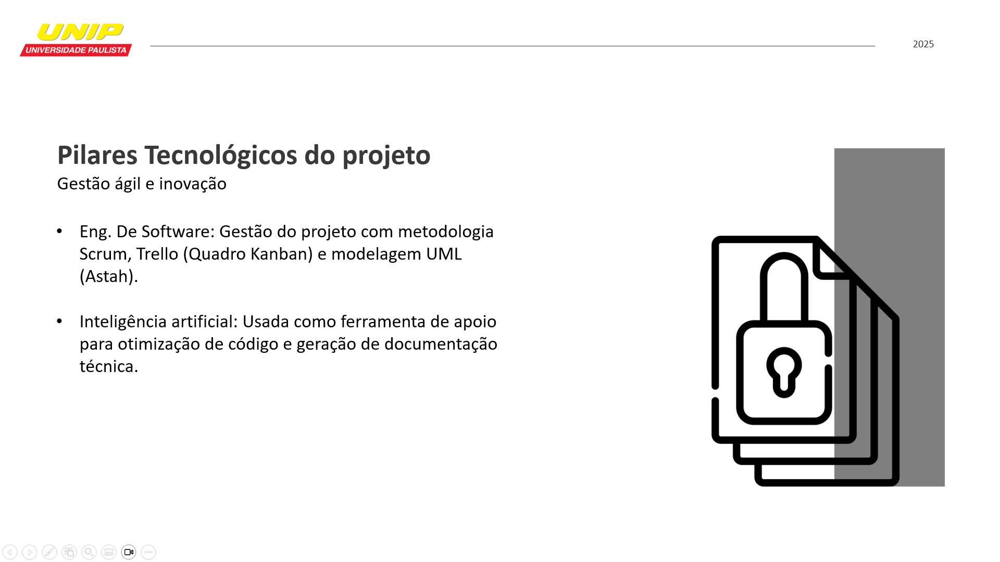 UNIP
UNIVERSIDADE PAULISTA
2025
Pilares Tecnológicos do projeto
Gestão ágil e inovação
• Eng. De Software: Gestão do projeto com metodologia
Scrum, Trello (Quadro Kanban) e modelagem UML
(Astah).
• Inteligência artificial: Usada como ferramenta de apoio
para otimização de código e geração de documentação
técnica.